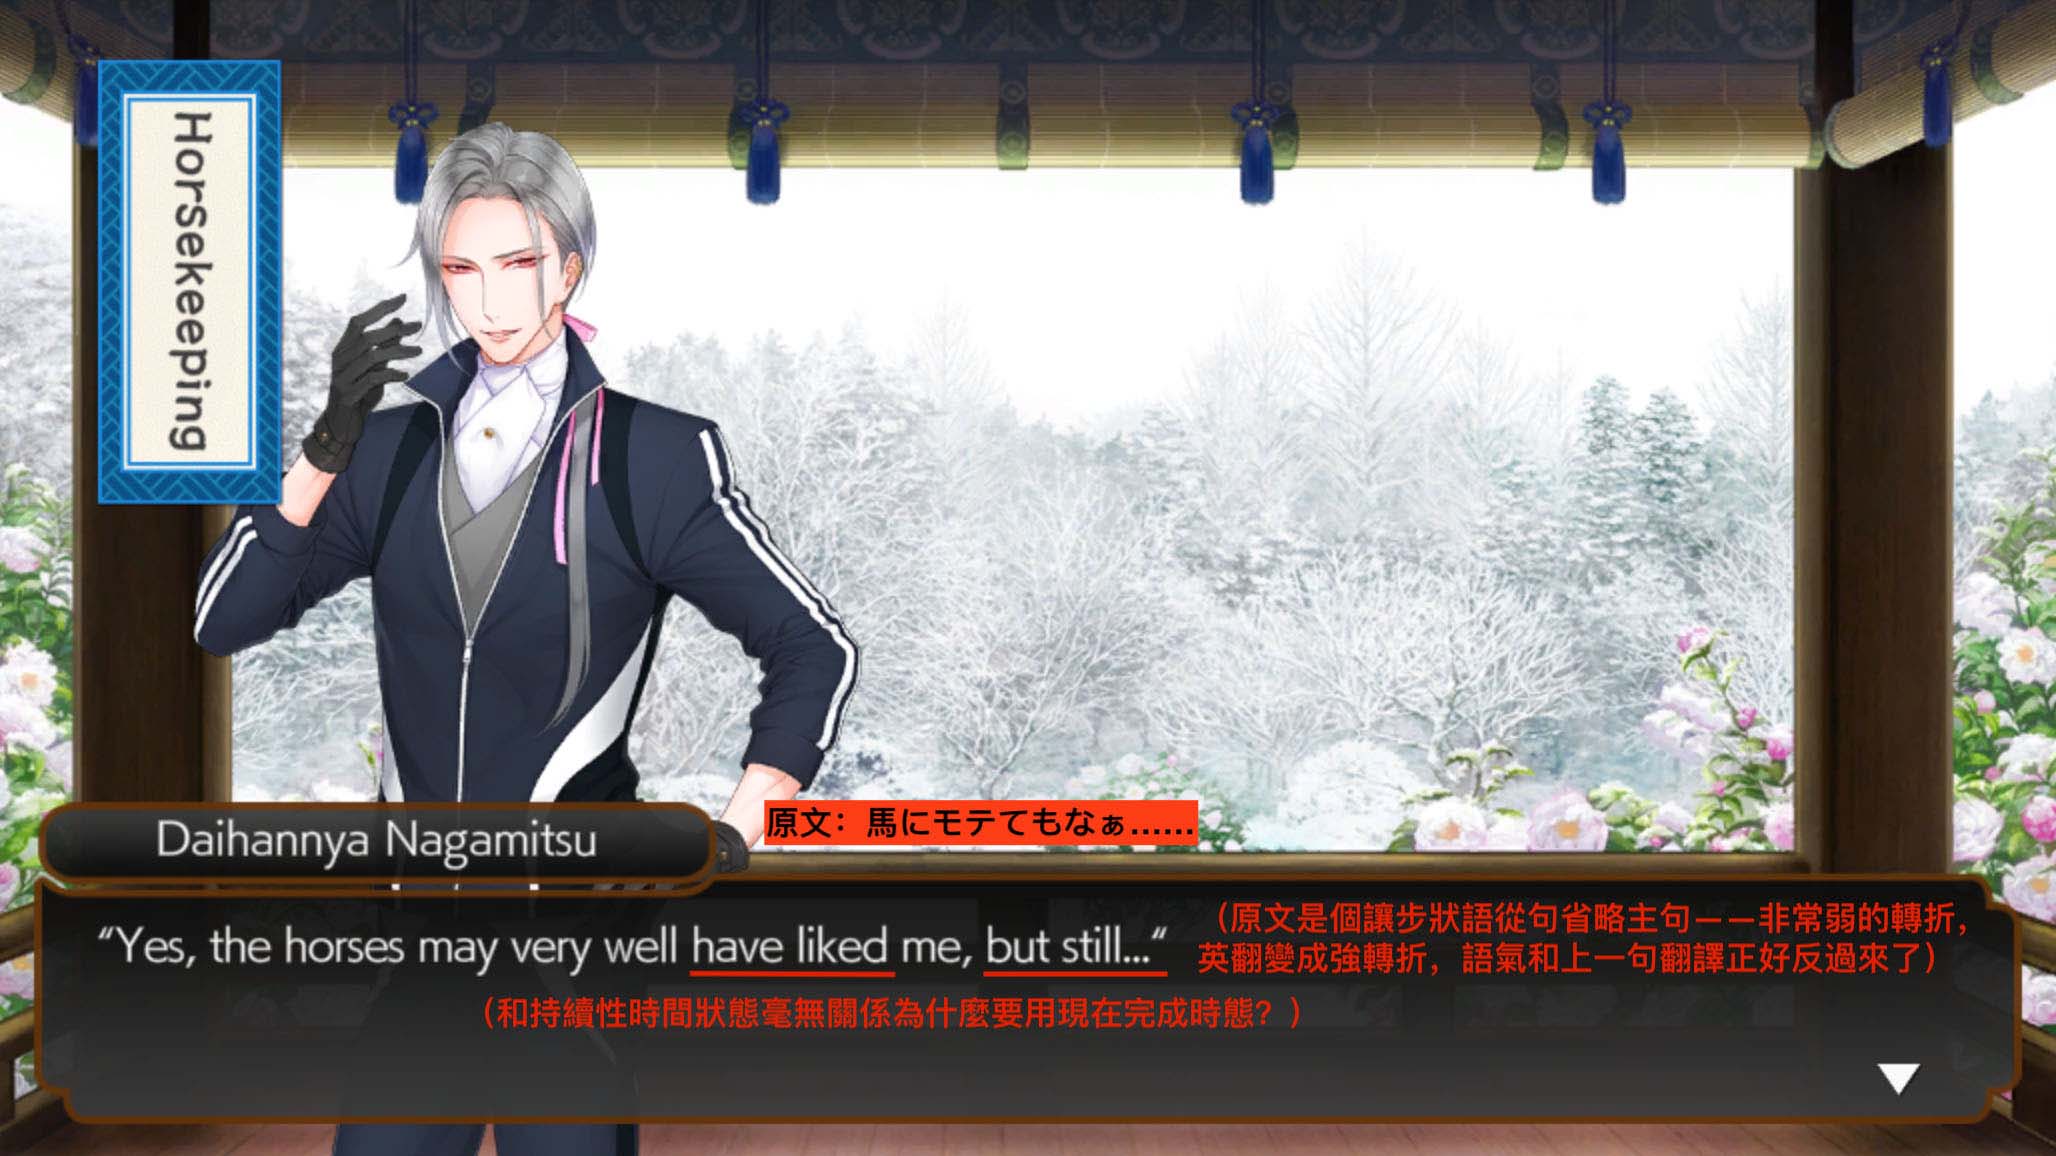 Horsekeeping
原文：馬にモテてもなぁ……
Daihannya Nagamitsu
“Yes, the horses may very well have liked me, but still...“
（原文是個讓步狀語從句省略主句——非常弱的轉折，
英翻變成強轉折，語氣和上一句翻譯正好反過來了）
（和持續性時間狀態毫無關係為什麼要用現在完成時態？）